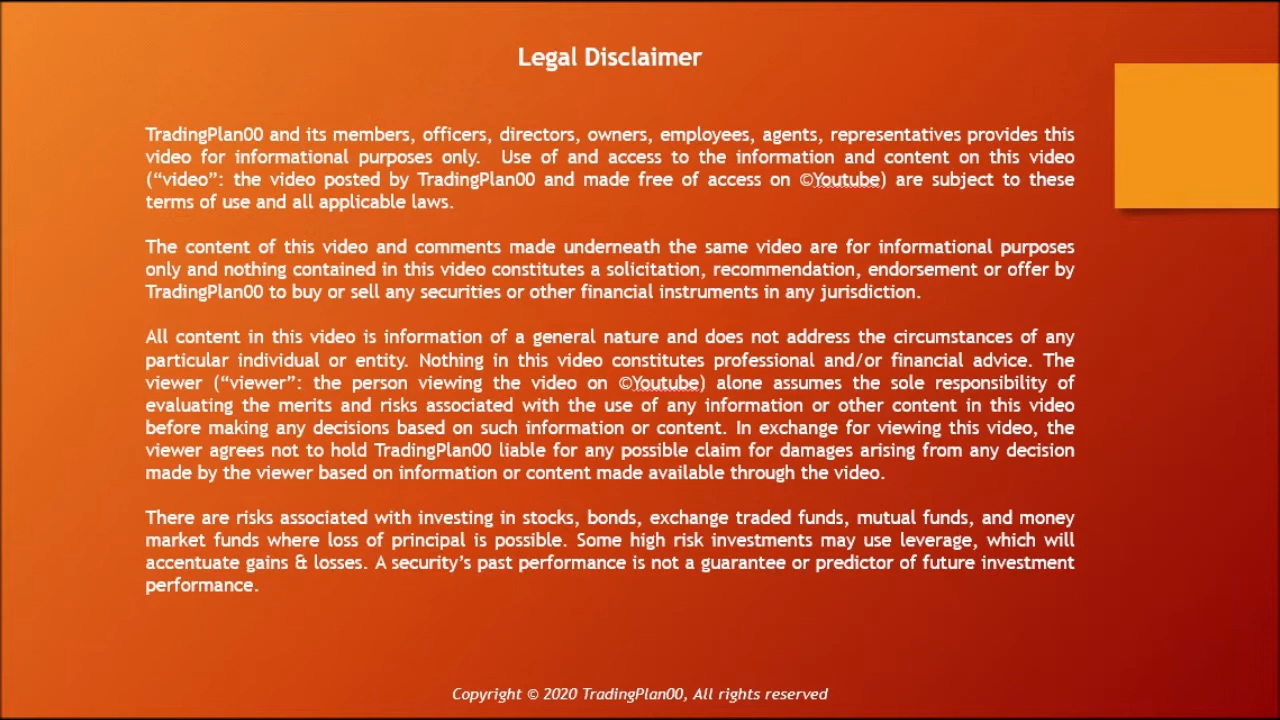 Legal Disclaimer
TradingPlan00 and its members, officers, directors, owners, employees, agents, representatives provides this
video for informational purposes only.  Use of and access to the information and content on this video
(“video”: the video posted by TradingPlan00 and made free of access on ©Youtube) are subject to these
terms of use and all applicable laws.
The content of this video and comments made underneath the same video are for informational purposes
only and nothing contained in this video constitutes a solicitation, recommendation, endorsement or offer by
TradingPlan00 to buy or sell any securities or other financial instruments in any jurisdiction.
All content in this video is information of a general nature and does not address the circumstances of any
particular individual or entity. Nothing in this video constitutes professional and/or financial advice. The
viewer (“viewer”: the person viewing the video on ©Youtube) alone assumes the sole responsibility of
evaluating the merits and risks associated with the use of any information or other content in this video
before making any decisions based on such information or content. In exchange for viewing this video, the
viewer agrees not to hold TradingPlan00 liable for any possible claim for damages arising from any decision
made by the viewer based on information or content made available through the video.
There are risks associated with investing in stocks, bonds, exchange traded funds, mutual funds, and money
market funds where loss of principal is possible. Some high risk investments may use leverage, which will
accentuate gains & losses. A security’s past performance is not a guarantee or predictor of future investment
performance.
Copyright © 2020 TradingPlan00, All rights reserved